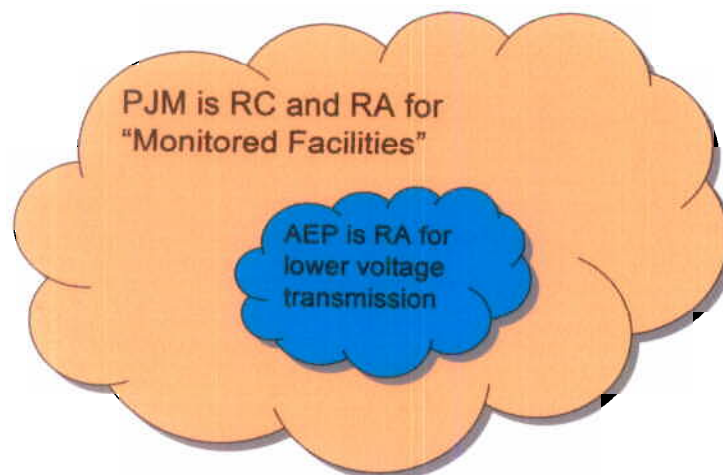 PJM is RC and RA for
“Monitored Facilities”
AEP is RA for
lower voltage
transmission